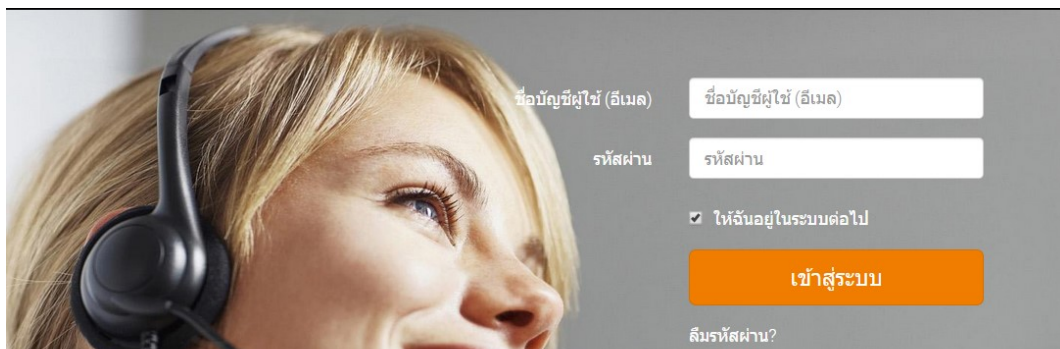 ชื่อบัญชีผู้ใช้ (อีเมล) ชื่อบัญชีผู้ใช้ (อีเมล)
รหัสผ่าน รหัสผ่าน
ให้ฉันอยู่ในระบบต่อไป
เข้าสู่ระบบ
ลืมรหัสผ่าน?